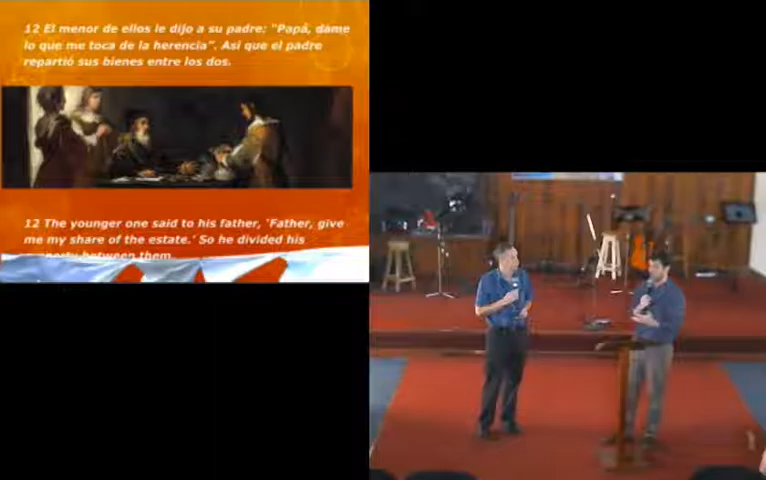 12 El menor de ellos le dijo a su padre: "Papá, dame
lo que me toca de la herencia". Así que el padre
repartió sus bienes entre los dos.
12 The younger one said to his father, 'Father, give
me my share of the estate.' So he divided his
between them.